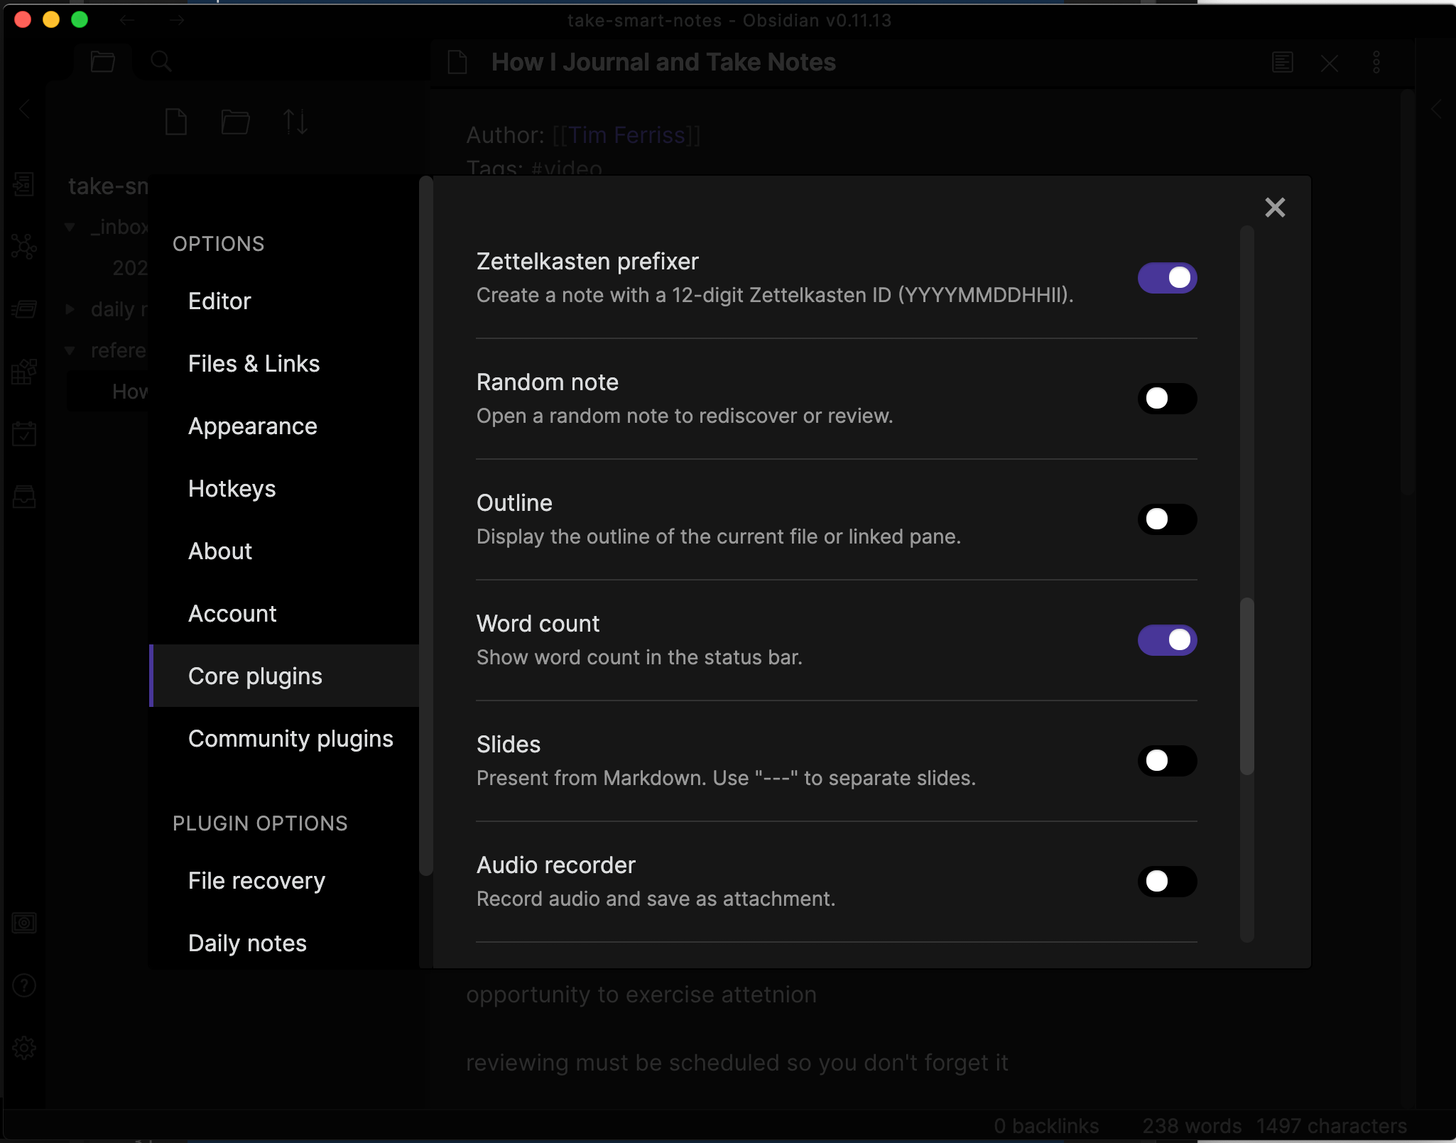 take-smart-notes - Obsidian v0.11.13
How I Journal and Take Notes
Author: [[Tim Ferriss]]
Tags: #video
take-sm
_inbox
202
daily n
refere
How
OPTIONS
Editor
Files & Links
Appearance
Hotkeys
About
Account
Core plugins
Community plugins
PLUGIN OPTIONS
File recovery
Daily notes
Zettelkasten prefixer
Create a note with a 12-digit Zettelkasten ID (YYYYMMDDHHII).
Random note
Open a random note to rediscover or review.
Outline
Display the outline of the current file or linked pane.
Word count
Show word count in the status bar.
Slides
Present from Markdown. Use "---" to separate slides.
Audio recorder
Record audio and save as attachment.
opportunity to exercise attetnion
reviewing must be scheduled so you don't forget it
0 backlinks 238 words 1497 characters